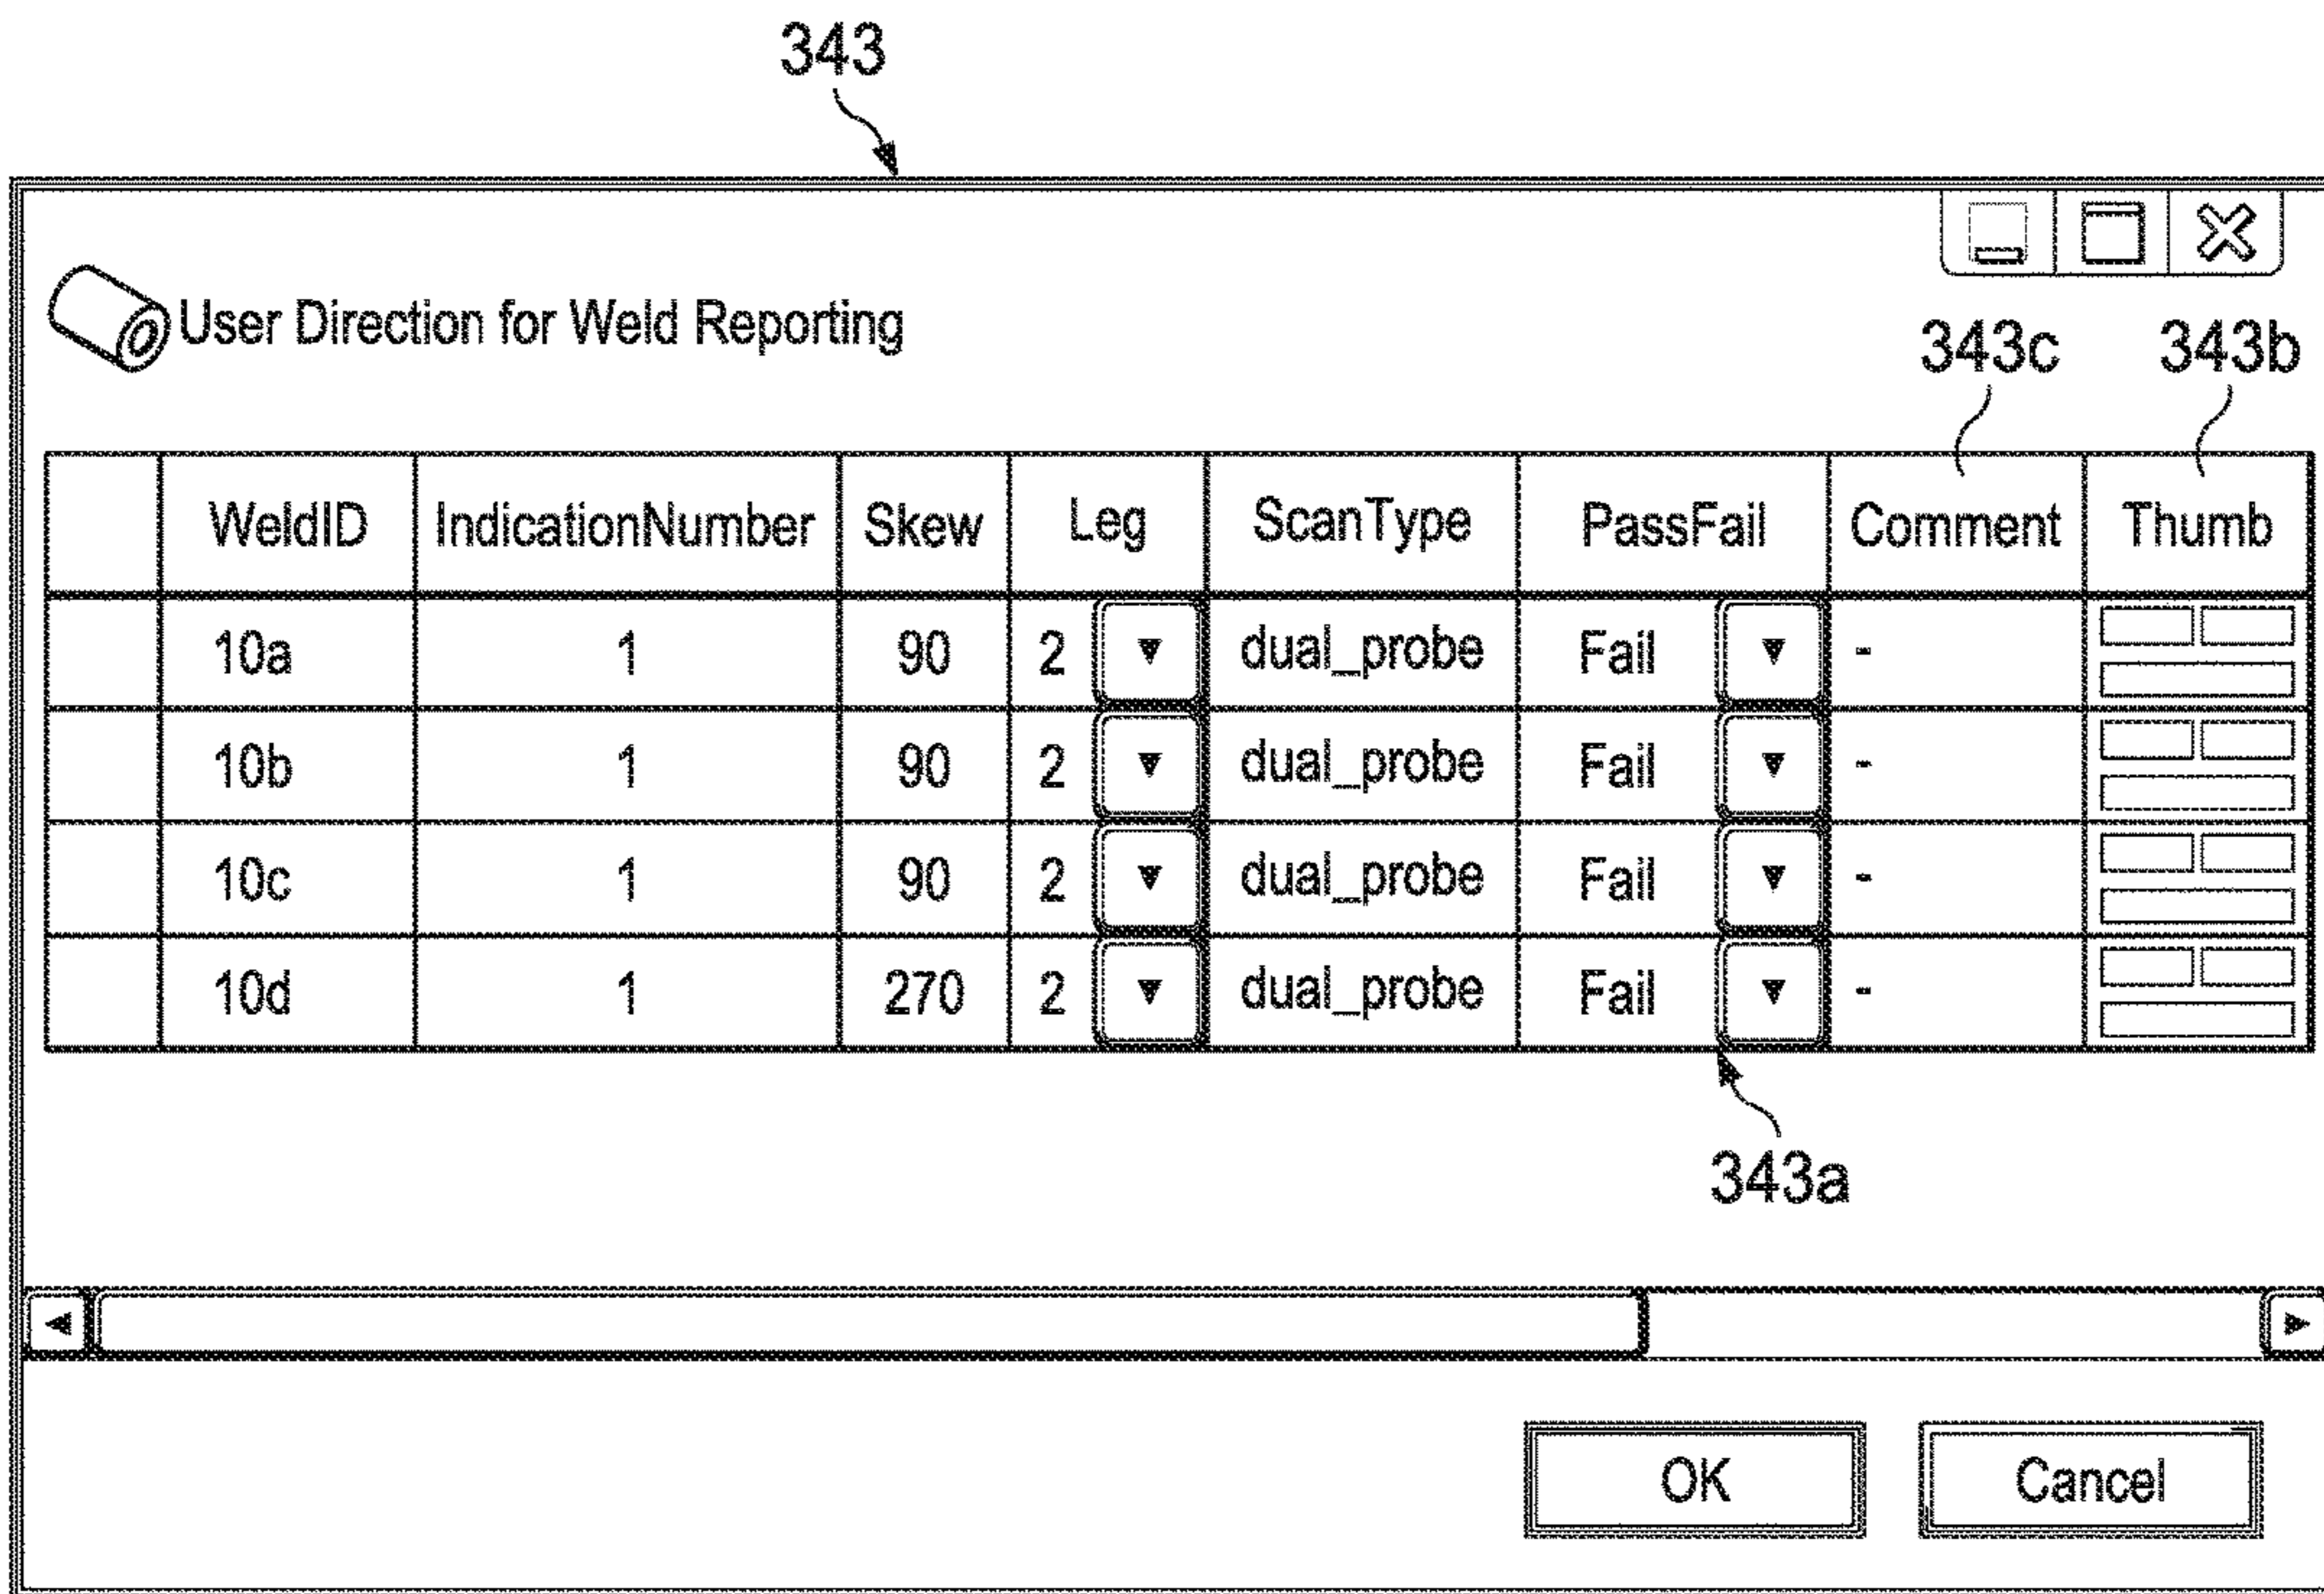 343
User Direction for Weld Reporting
343c 343b
WeldID IndicationNumber Skew Leg ScanType PassFail Comment Thumb
10a 1 90 2 dual_probe Fail -
10b 1 90 2 dual_probe Fail -
10c 1 90 2 dual_probe Fail -
10d 1 270 2 dual_probe Fail -
343a
OK Cancel